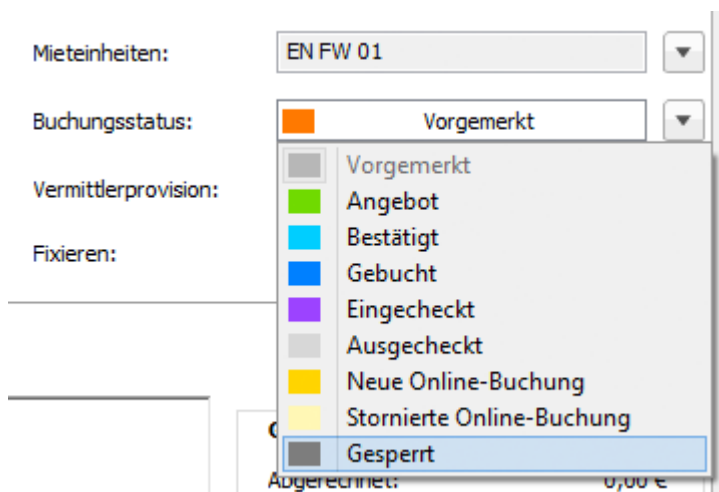 Mieteinheiten: EN FW 01
Buchungsstatus: Vorgemerkt
Vorgemerkt
Vermittlerprovision:
Angebot
Bestätigt
Fixieren:
Gebucht
Eingecheckt
Ausgecheckt
Neue Online-Buchung
Stornierte Online-Buchung
Gesperrt
Abgerechnet: 0,00 €